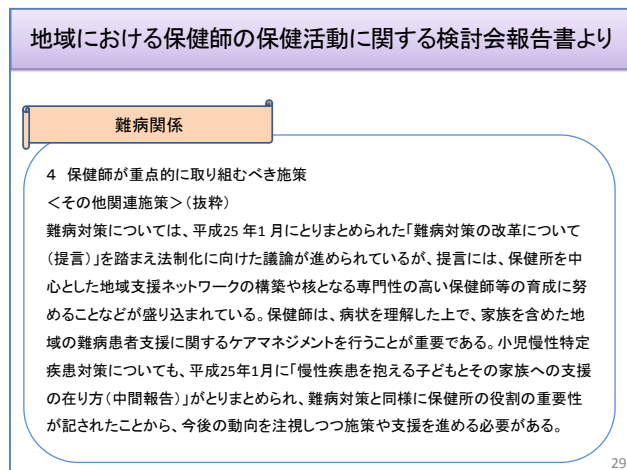 地域における保健師の保健活動に関する検討会報告書より
難病関係
4 保健師が重点的に取り組むべき施策
<その他関連施策>(抜粋)
難病対策については、平成25年1月にとりまとめられた「難病対策の改革について
(提言)」を踏まえ法制化に向けた議論が進められているが、提言には、保健所を中
心とした地域支援ネットワークの構築や核となる専門性の高い保健師等の育成に努
めることなどが盛り込まれている。保健師は、病状を理解した上で、家族を含めた地
域の難病患者支援に関するケアマネジメントを行うことが重要である。小児慢性特定
疾患対策についても、平成25年1月に「慢性疾患を抱える子どもとその家族への支援
の在り方(中間報告)」がとりまとめられ、難病対策と同様に保健所の役割の重要性
が記されたことから、今後の動向を注視しつつ施策や支援を進める必要がある。
29